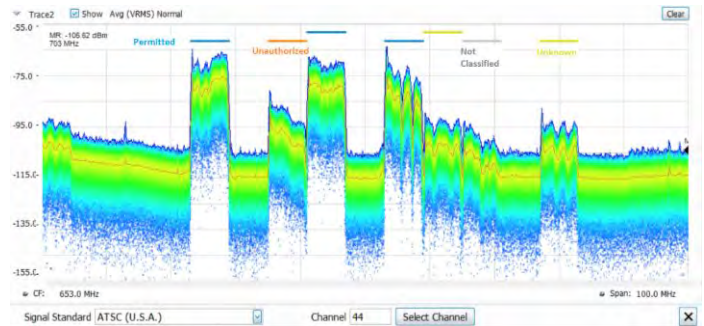 Trace2 Show Avg (VRMS) Normal Clear
-55.0
MR: -105.62 dBm
703 MHz
Permitted
Unauthorized
Not
Classified
Unknown
-75.0
-95.0
-115.0
-135.0
-155.0
CF: 653.0 MHz Span: 100.0 MHz
Signal Standard ATSC (U.S.A.) Channel 44 Select Channel X